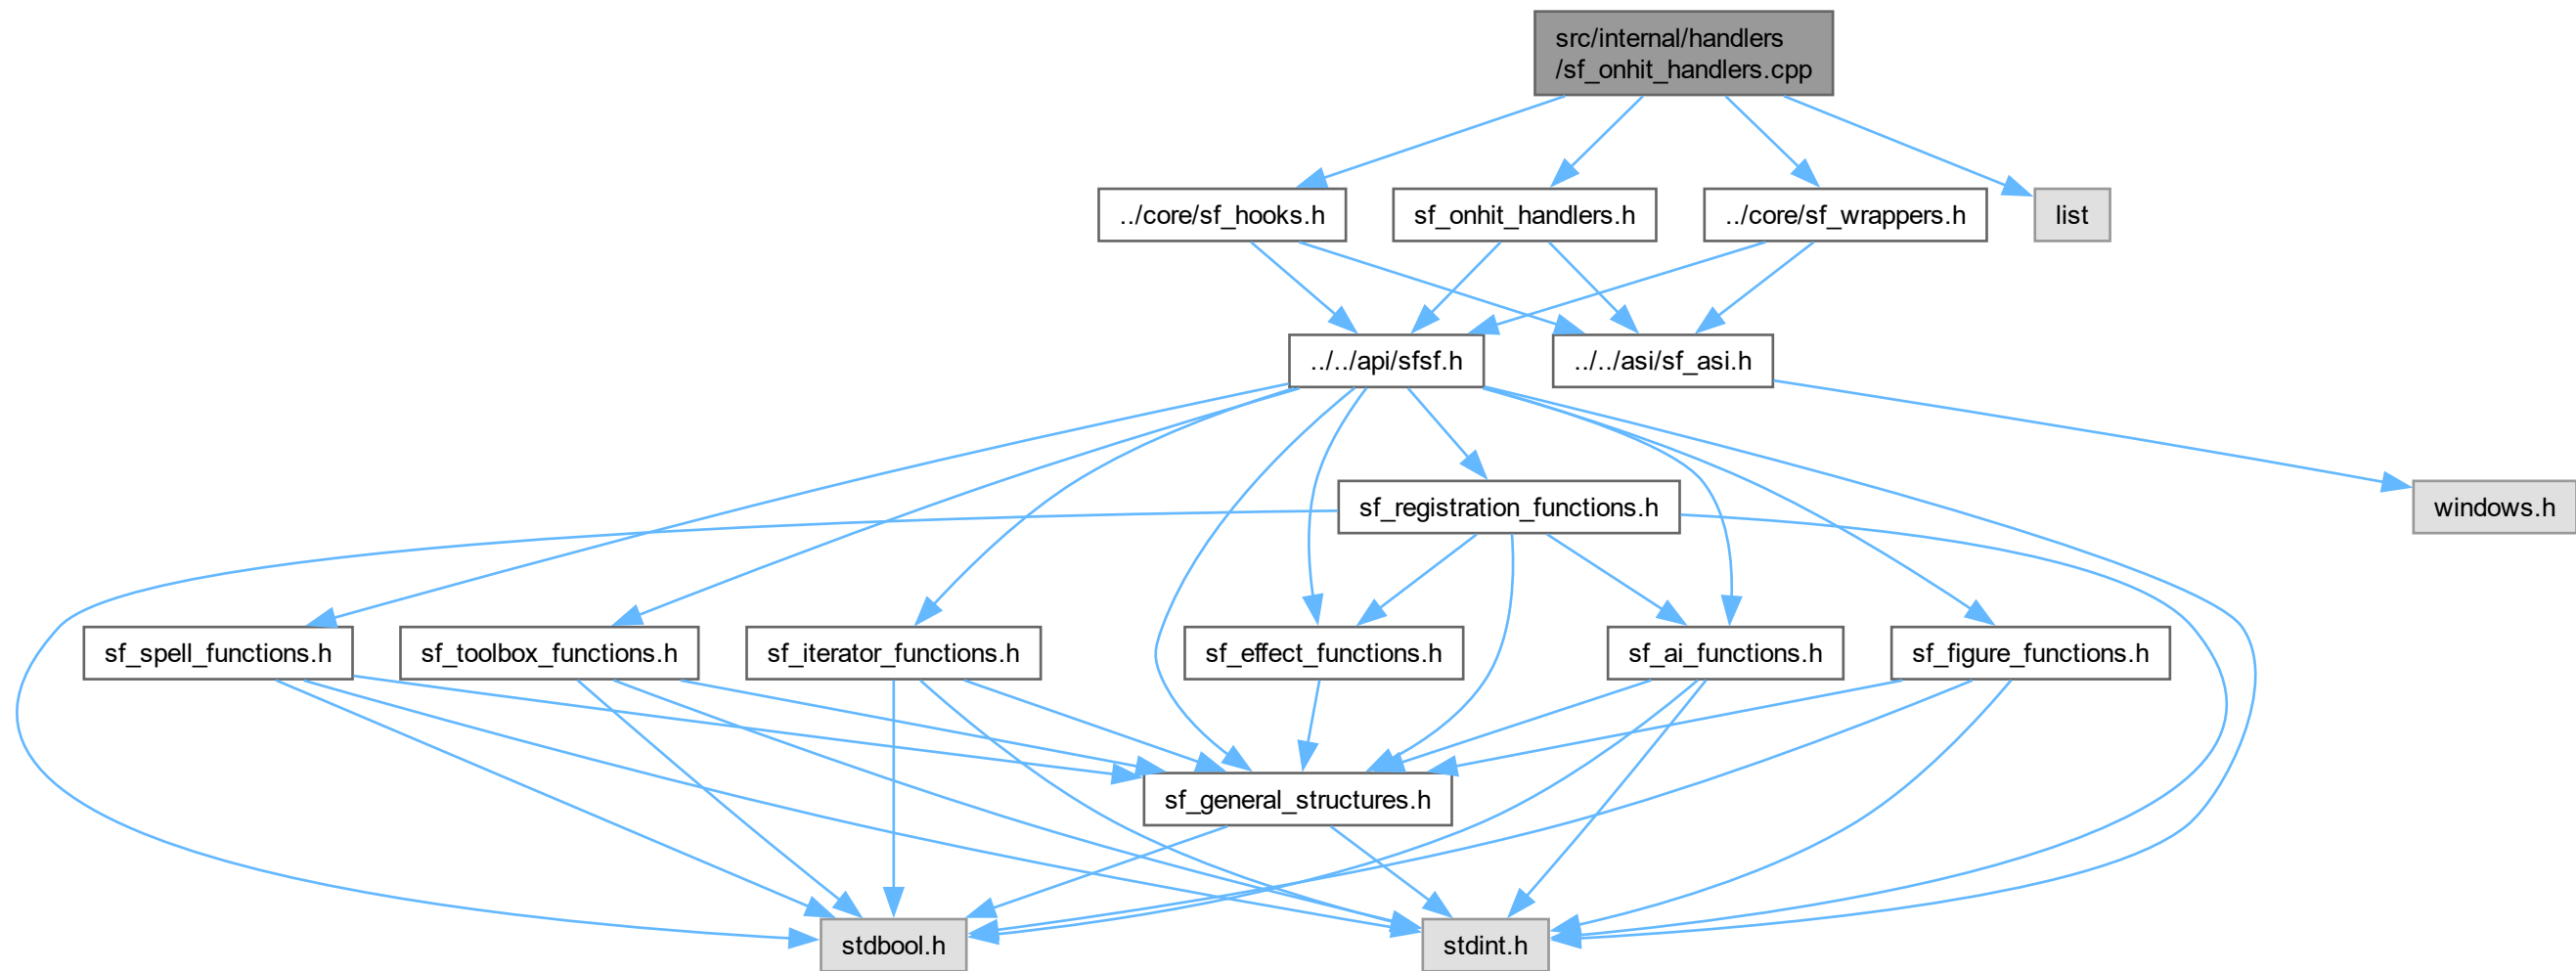 src/internal/handlers
/sf_onhit_handlers.cpp
../core/sf_hooks.h
sf_onhit_handlers.h
../core/sf_wrappers.h
list
../../api/sfsf.h
../../asi/sf_asi.h
sf_registration_functions.h
windows.h
sf_spell_functions.h
sf_toolbox_functions.h
sf_iterator_functions.h
sf_effect_functions.h
sf_ai_functions.h
sf_figure_functions.h
sf_general_structures.h
stdbool.h
stdint.h